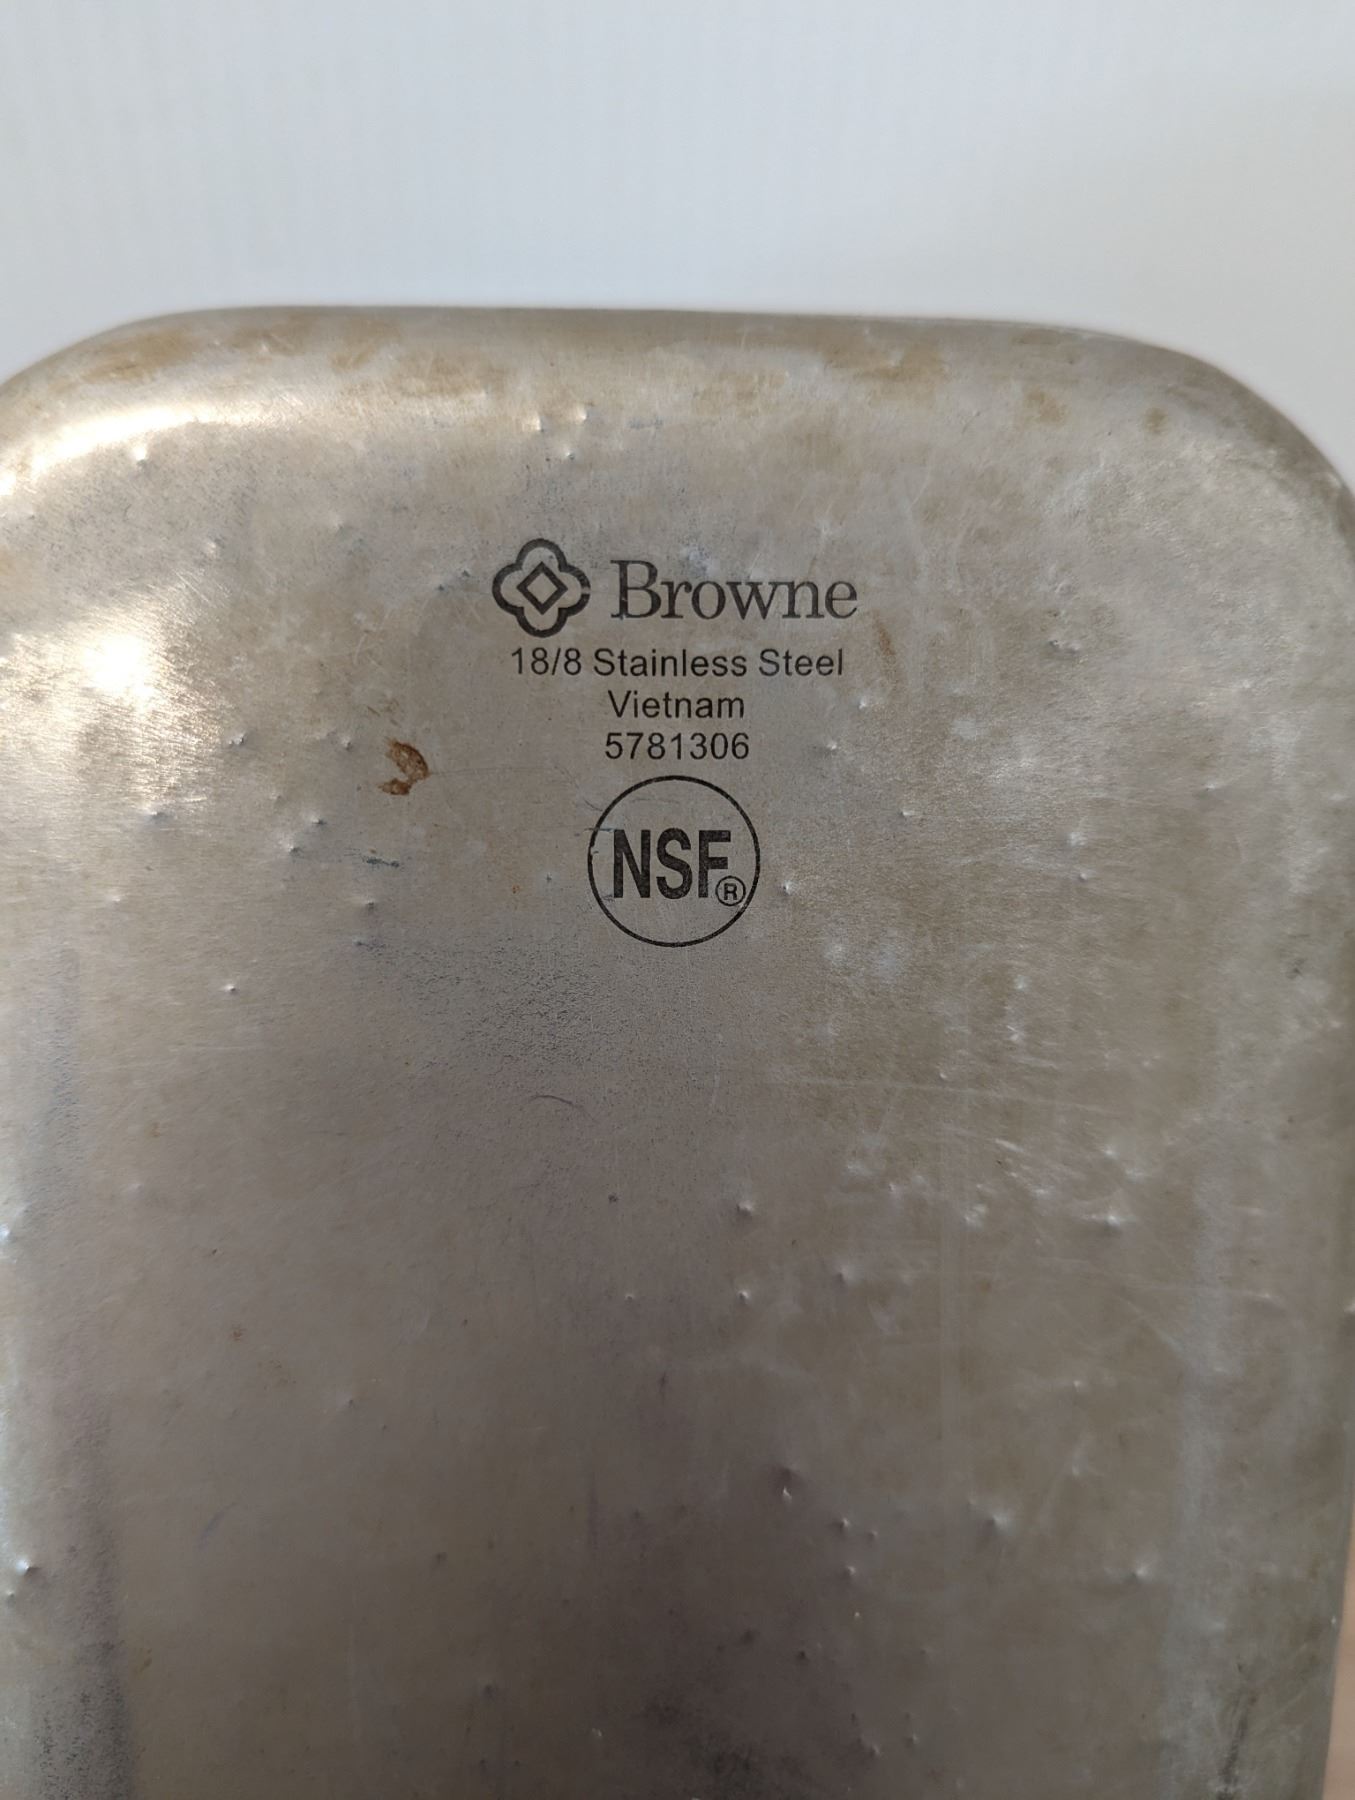 Browne
18/8 Stainless Steel
Vietnam
5781306
NSF®